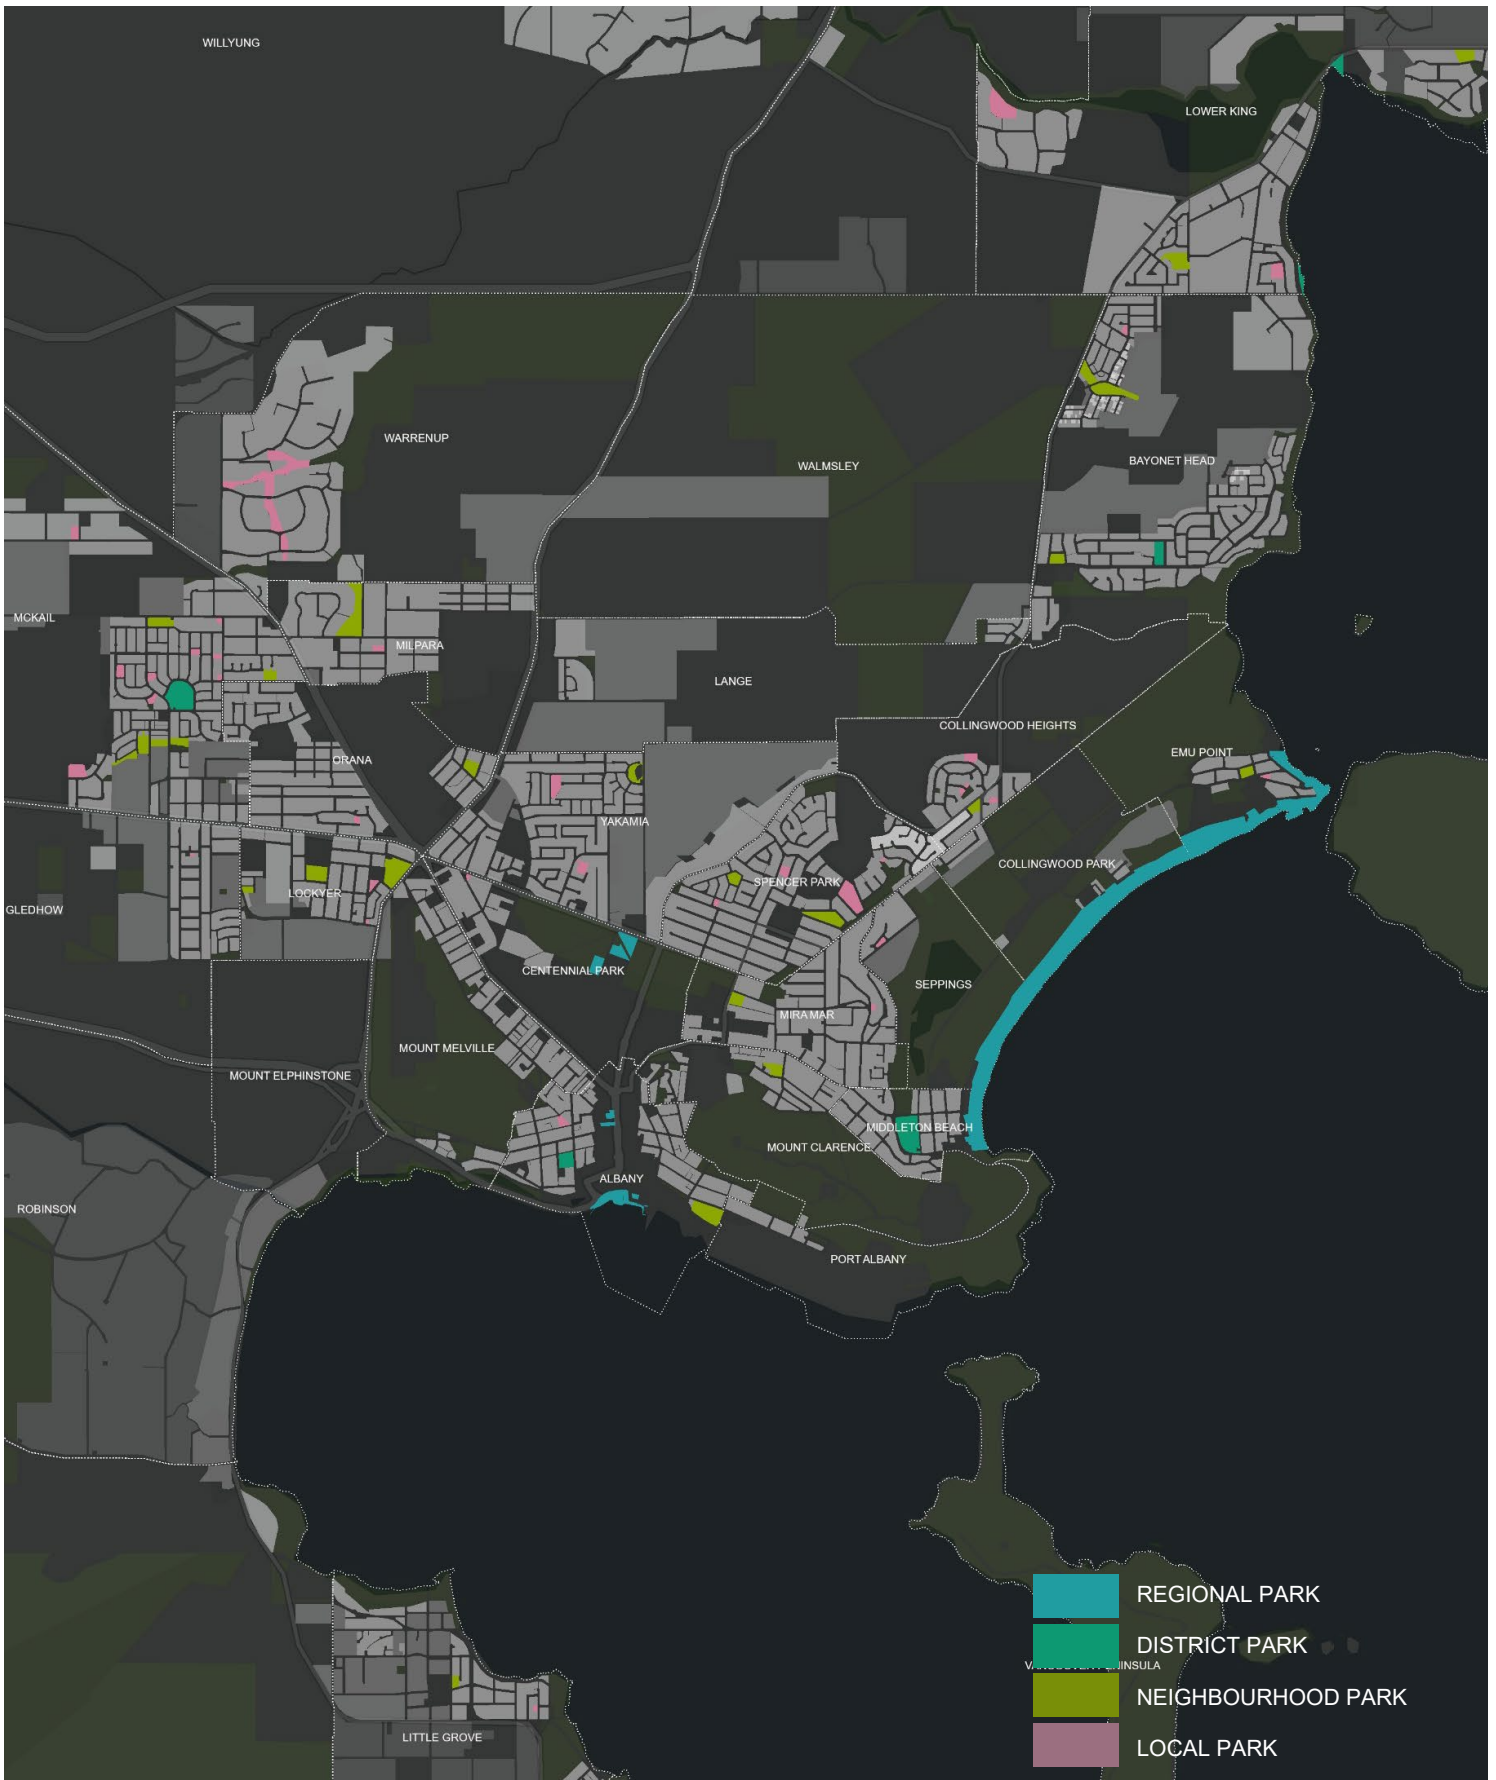 WILLYUNG
LOWER KING
WARRENUP
WALMSLEY
BAYONET HEAD
MCKAIL
MILPARA
LANGE
COLLINGWOOD HEIGHTS
EMU POINT
ORANA
YAKAMIA
COLLINGWOOD PARK
SPENCER PARK
LOCKYER
GLEDHOW
CENTENNIAL PARK
SEPPINGS
MIRA MAR
MOUNT MELVILLE
MOUNT ELPHINSTONE
MIDDLETON BEACH
MOUNT CLARENCE
ALBANY
ROBINSON
PORT ALBANY
REGIONAL PARK
DISTRICT PARK
NEIGHBOURHOOD PARK
LITTLE GROVE
LOCAL PARK